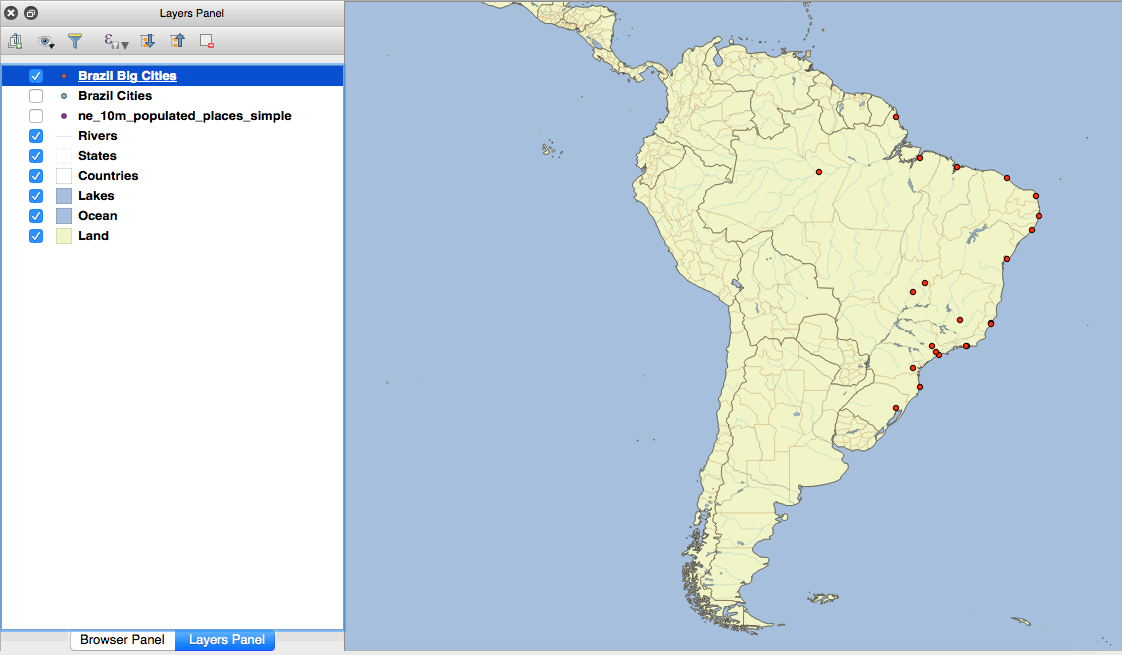 Layers Panel
Brazil Big Cities
Brazil Cities
ne_10m_populated_places_simple
Rivers
States
Countries
Lakes
Ocean
Land
Browser Panel Layers Panel